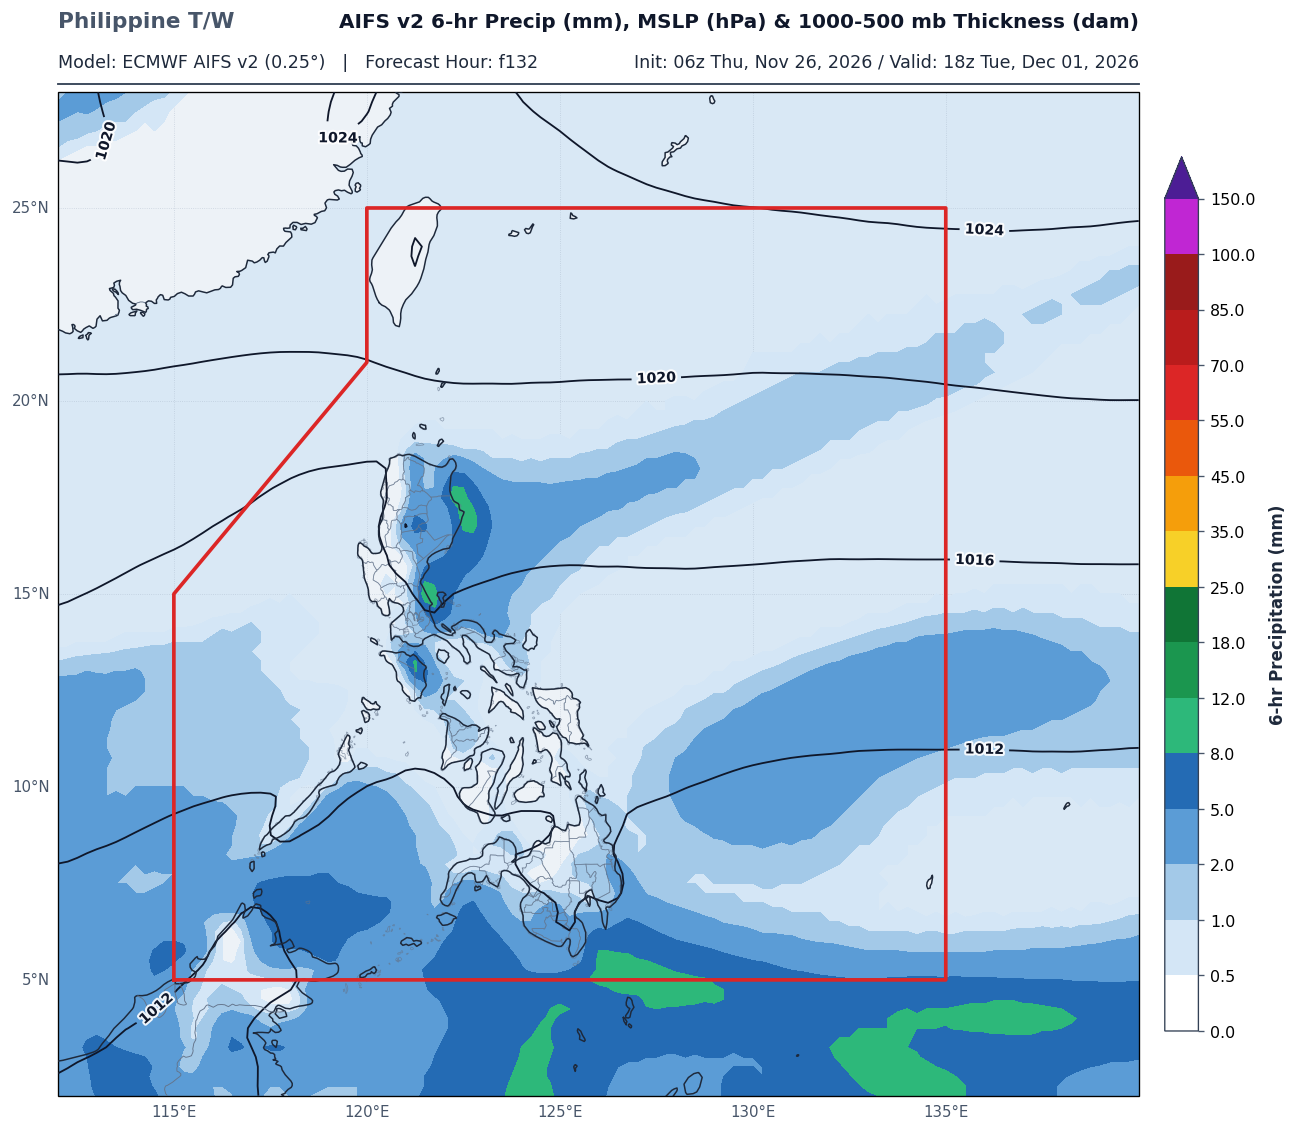 Philippine T/W
AIFS v2 6-hr Precip (mm), MSLP (hPa) & 1000-500 mb Thickness (dam)
Model: ECMWF AIFS v2 (0.25°) | Forecast Hour: f132
Init: 06z Thu, Nov 26, 2026 / Valid: 18z Tue, Dec 01, 2026
1020
1024
1024
1020
1016
1012
1012
25°N
20°N
15°N
10°N
5°N
115°E
120°E
125°E
130°E
135°E
150.0
100.0
85.0
70.0
55.0
45.0
35.0
25.0
18.0
12.0
8.0
5.0
2.0
1.0
0.5
0.0
6-hr Precipitation (mm)